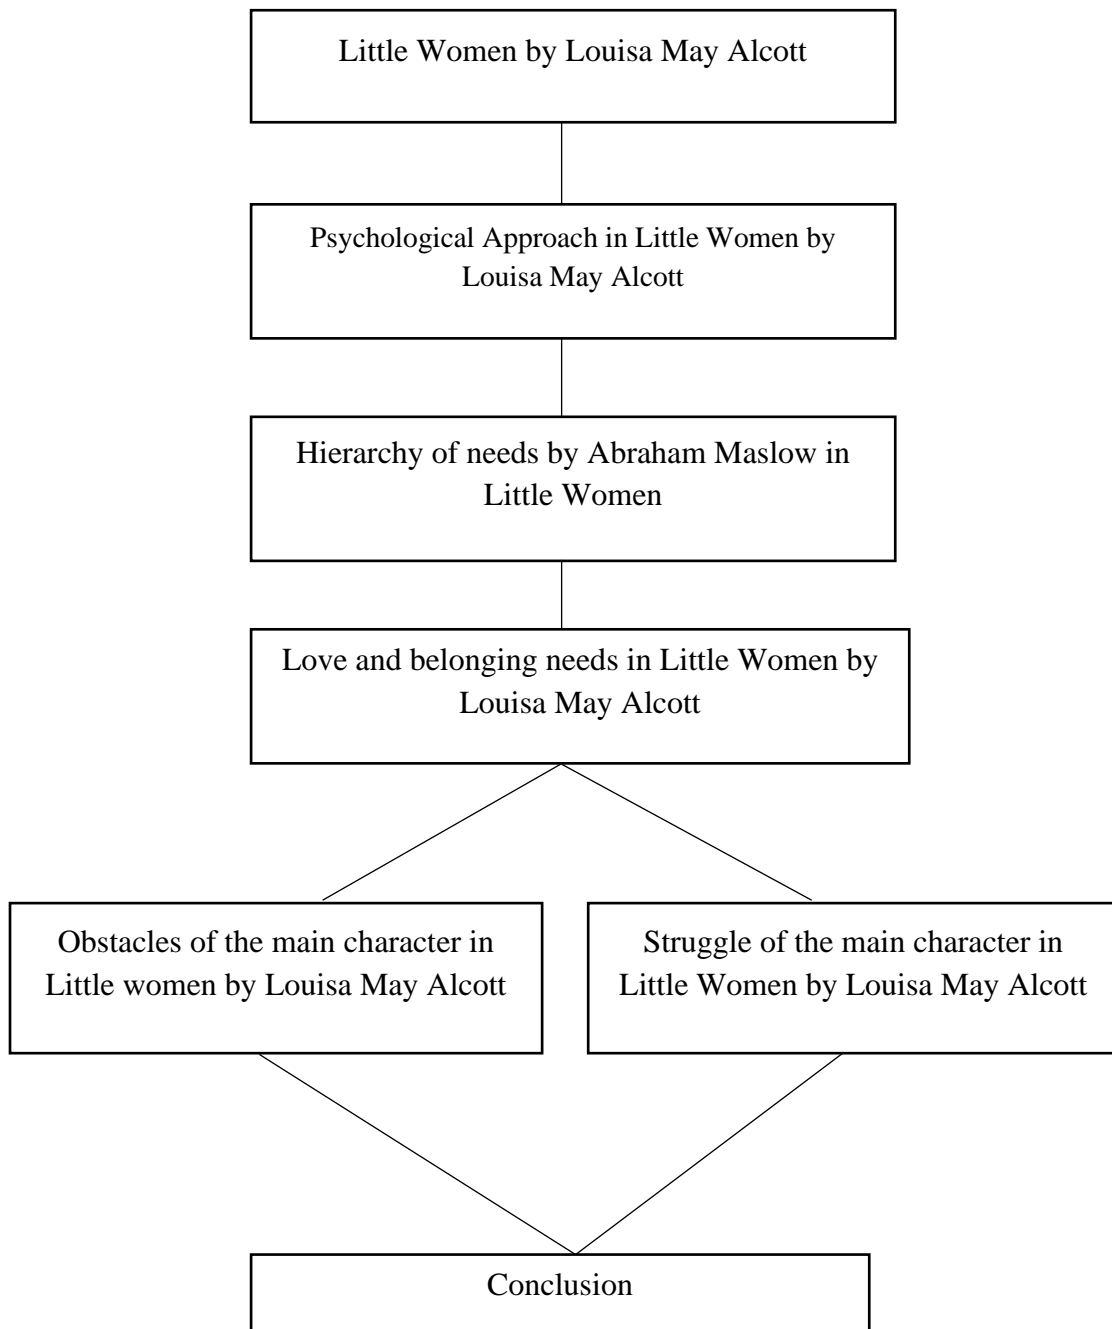 Little Women by Louisa May Alcott
Psychological Approach in Little Women by
Louisa May Alcott
Hierarchy of needs by Abraham Maslow in
Little Women
Love and belonging needs in Little Women by
Louisa May Alcott
Obstacles of the main character in
Little women by Louisa May Alcott
Struggle of the main character in
Little Women by Louisa May Alcott
Conclusion